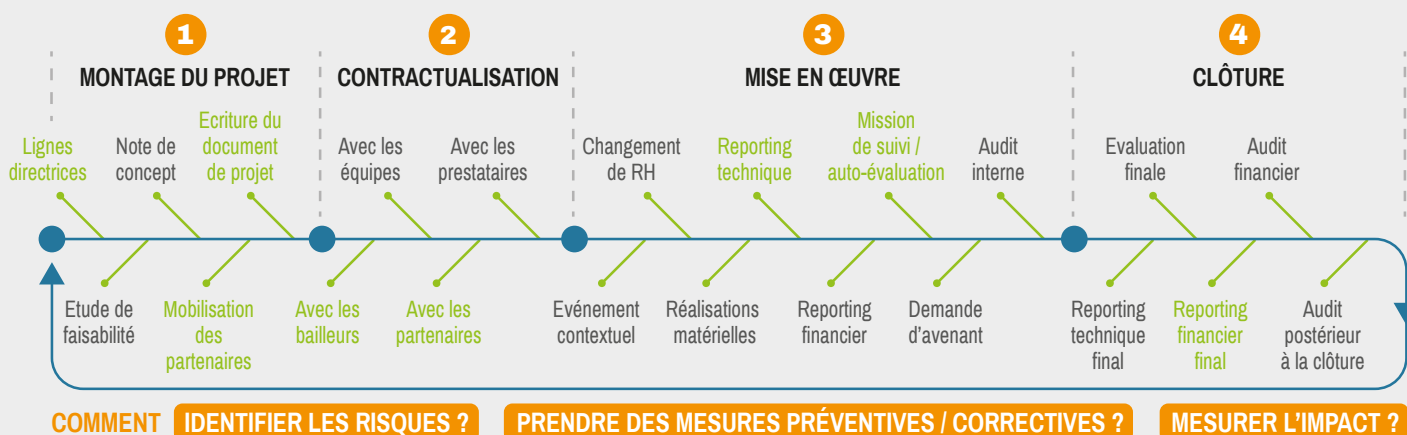 1
MONTAGE DU PROJET
2
CONTRACTUALISATION
3
MISE EN ŒUVRE
4
CLÔTURE
Lignes
directrices
Note de
concept
Ecriture du
document
de projet
Avec les
équipes
Avec les
prestataires
Changement
de RH
Reporting
technique
Mission
de suivi /
auto-évaluation
Audit
interne
Evaluation
finale
Audit
financier
Etude de
faisabilité
Mobilisation
des
partenaires
Avec les
bailleurs
Avec les
partenaires
Evénement
contextuel
Réalisations
matérielles
Reporting
financier
Demande
d'avenant
Reporting
technique
final
Reporting
financier
final
Audit
postérieur
à la clôture
COMMENT IDENTIFIER LES RISQUES ? PRENDRE DES MESURES PRÉVENTIVES / CORRECTIVES ? MESURER L'IMPACT ?